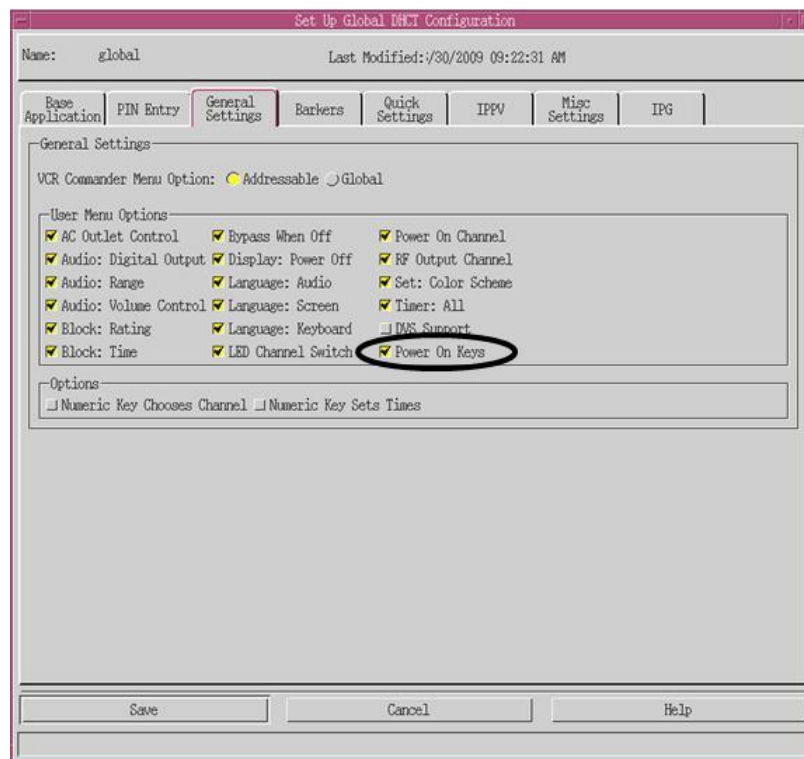 Set Up Global DHCT Configuration
Name: global Last Modified:7/30/2009 09:22:31 AM
Base Application PIN Entry General Settings Barkers Quick Settings IPPV Misc Settings IPG
General Settings
VCR Commander Menu Option: Addressable Global
User Menu Options
AC Outlet Control Bypass When Off Power On Channel
Audio: Digital Output Display: Power Off RF Output Channel
Audio: Range Language: Audio Set: Color Scheme
Audio: Volume Control Language: Screen Timer: All
Block: Rating Language: Keyboard DVS Support
Block: Time LED Channel Switch Power On Keys
Options
Numeric Key Chooses Channel Numeric Key Sets Times
Save Cancel Help